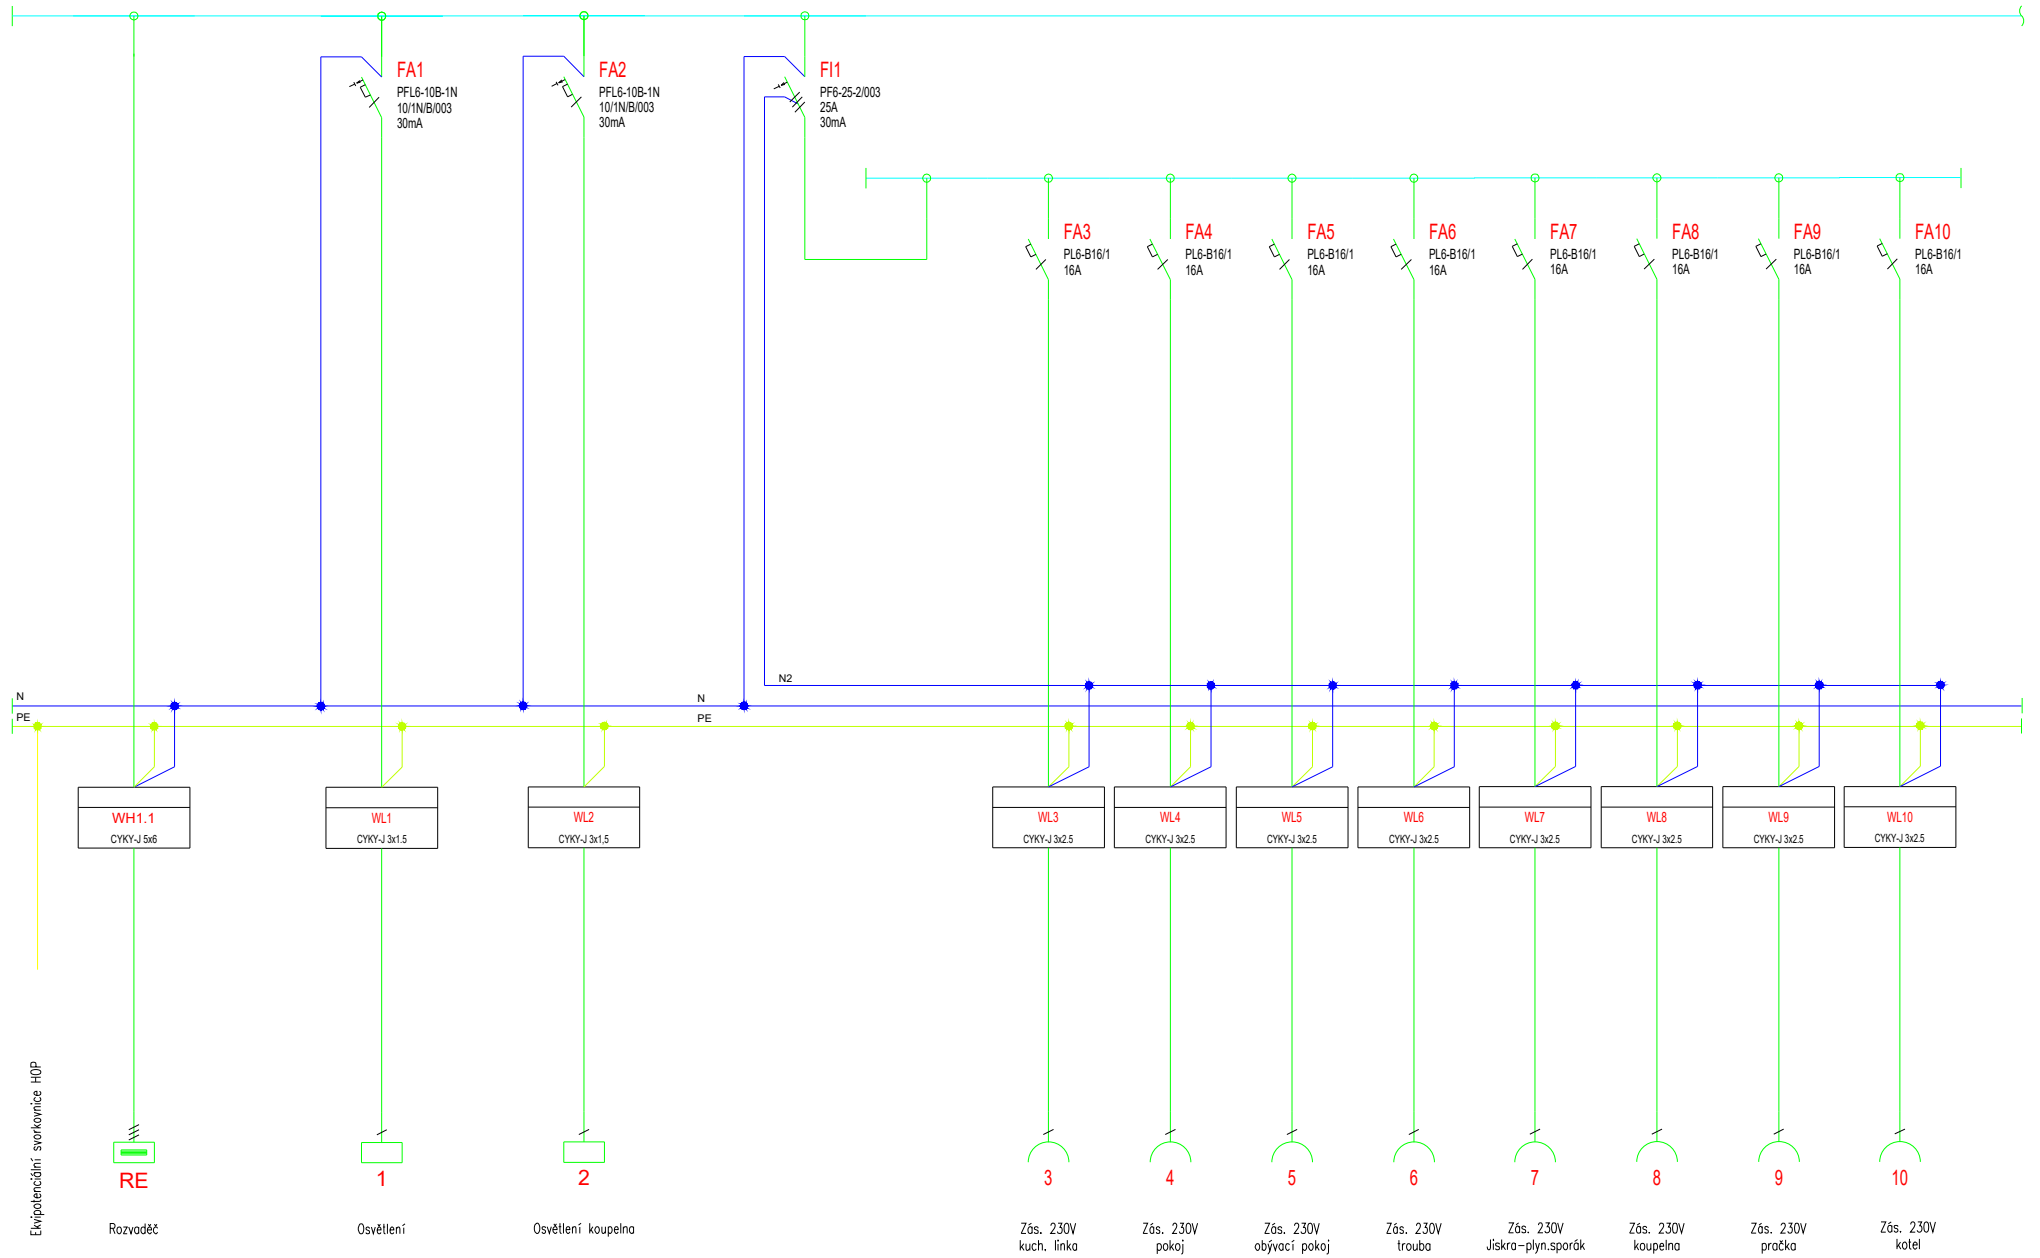 FA1
PFL6-10B-1N
10/1N/B/003
30mA
FA2
PFL6-10B-1N
10/1N/B/003
30mA
FI1
PF6-25-2/003
25A
30mA
FA3
PL6-B16/1
16A
FA4
PL6-B16/1
16A
FA5
PL6-B16/1
16A
FA6
PL6-B16/1
16A
FA7
PL6-B16/1
16A
FA8
PL6-B16/1
16A
FA9
PL6-B16/1
16A
FA10
PL6-B16/1
16A
N2
N
N
PE
PE
WH1.1
CYKY-J 5x6
WL1
CYKY-J 3x1.5
WL2
CYKY-J 3x1,5
WL3
CYKY-J 3x2.5
WL4
CYKY-J 3x2.5
WL5
CYKY-J 3x2.5
WL6
CYKY-J 3x2.5
WL7
CYKY-J 3x2.5
WL8
CYKY-J 3x2.5
WL9
CYKY-J 3x2.5
WL10
CYKY-J 3x2.5
Ekvipotenciální svorkovnice HOP
RE
Rozvaděč
1
Osvětlení
2
Osvětlení koupelna
3
Zás. 230V
kuch. linka
4
Zás. 230V
pokoj
5
Zás. 230V
obývací pokoj
6
Zás. 230V
trouba
7
Zás. 230V
Jiskra-plyn.sporák
8
Zás. 230V
koupelna
9
Zás. 230V
pračka
10
Zás. 230V
kotel